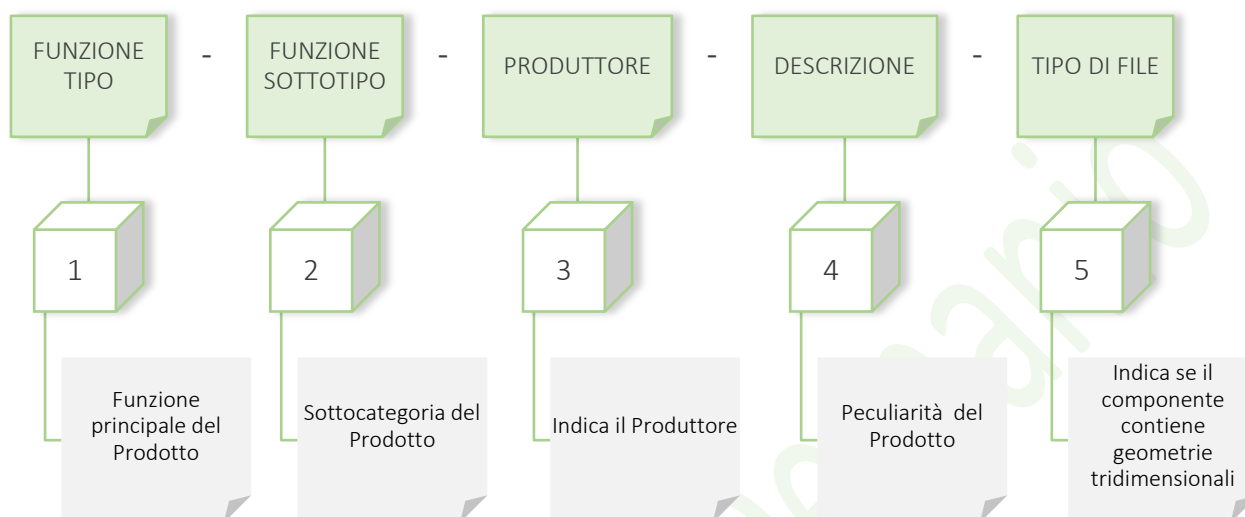 FUNZIONE
TIPO
-
FUNZIONE
SOTTOTIPO
-
PRODUTTORE
-
DESCRIZIONE
-
TIPO DI FILE
1
2
3
4
5
Funzione
principale del
Prodotto
Sottocategoria del
Prodotto
Indica il Produttore
Peculiarità  del
Prodotto
Indica se il
componente
contiene
geometrie
tridimensionali